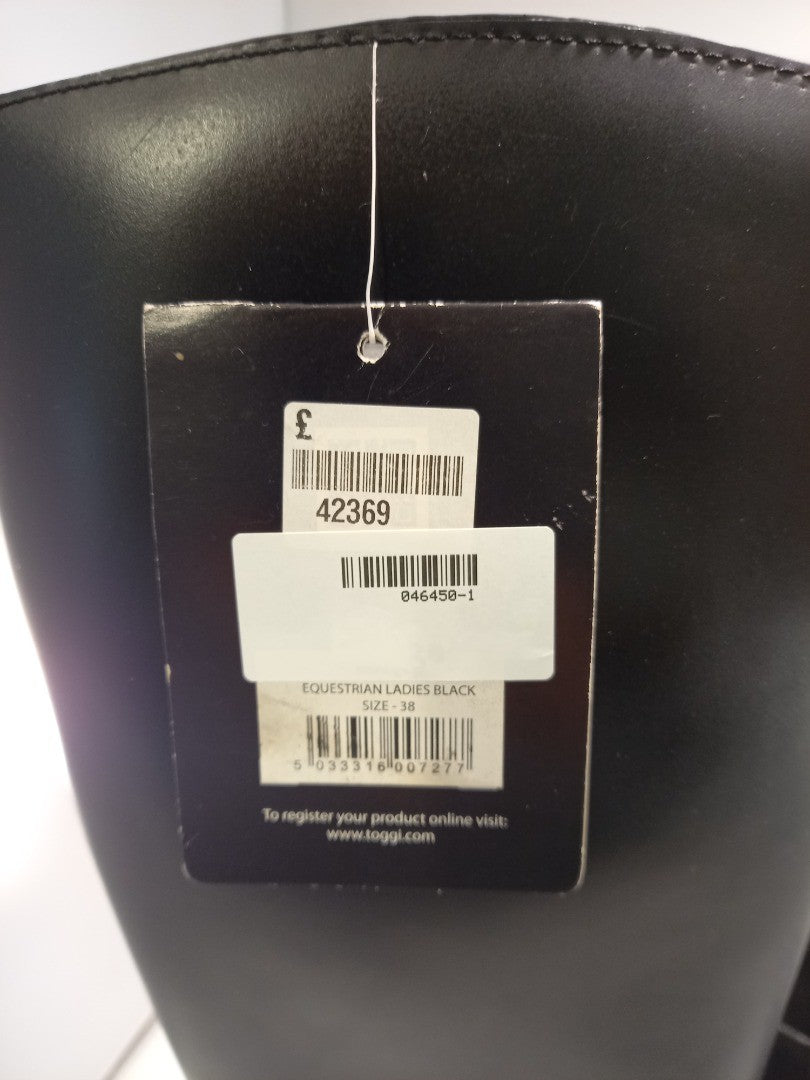 £
42369
046450-1
EQUESTRIAN LADIES BLACK
SIZE - 38
5 033316 007277
To register your product online visit:
www.toggi.com